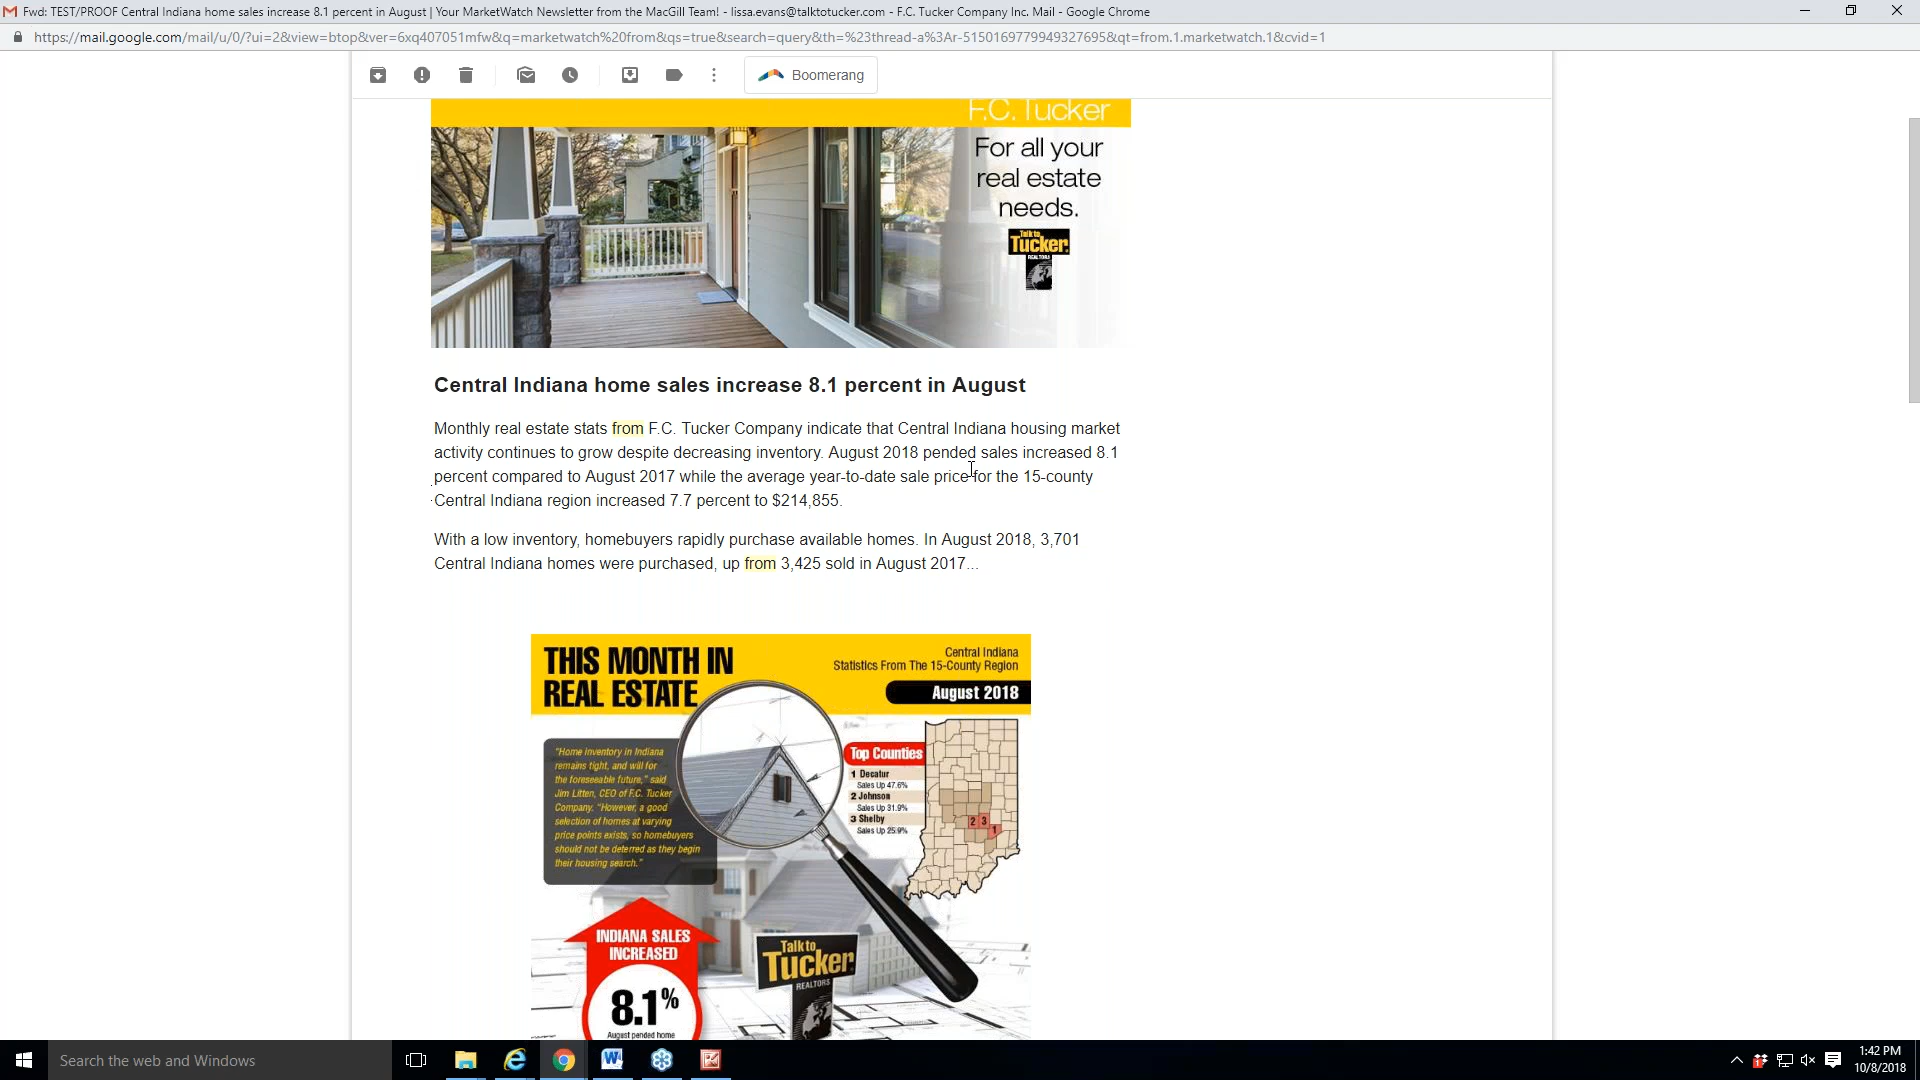 Fwd: TEST/PROOF Central Indiana home sales increase 8.1 percent in August | Your MarketWatch Newsletter from the MacGill Team! - lissa.evans@talktotucker.com - F.C. Tucker Company Inc. Mail - Google Chrome
https://mail.google.com/mail/u/0/?ui=2&view=btop&ver=6xq407051mfw&q=marketwatch%20from&qs=true&search=query&th=%23thread-a%3Ar-5150169779949327695&qt=from.1.marketwatch.1&cvid=1
Boomerang
F.C. Tucker
For all your
real estate
needs.
Talk to
Tucker
REALTORS
Central Indiana home sales increase 8.1 percent in August
Monthly real estate stats from F.C. Tucker Company indicate that Central Indiana housing market
activity continues to grow despite decreasing inventory. August 2018 pended sales increased 8.1
percent compared to August 2017 while the average year-to-date sale price for the 15-county
Central Indiana region increased 7.7 percent to $214,855.
With a low inventory, homebuyers rapidly purchase available homes. In August 2018, 3,701
Central Indiana homes were purchased, up from 3,425 sold in August 2017...
THIS MONTH IN
REAL ESTATE
Central Indiana
Statistics From The 15-County Region
August 2018
"Home inventory in Indiana
remains tight, and will for
the foreseeable future," said
Jim Litten, CEO of F.C. Tucker
Company. "However, a good
selection of homes at varying
price points exists, so homebuyers
should not be deterred as they begin
their housing search."
Top Counties
1 Decatur
Sales Up 47.6%
2 Johnson
Sales Up 31.9%
3 Shelby
Sales Up 25.9%
2 3
1
INDIANA SALES
INCREASED
8.1%
August pended home
Talk to
Tucker
REALTORS
Search the web and Windows
1:42 PM
10/8/2018